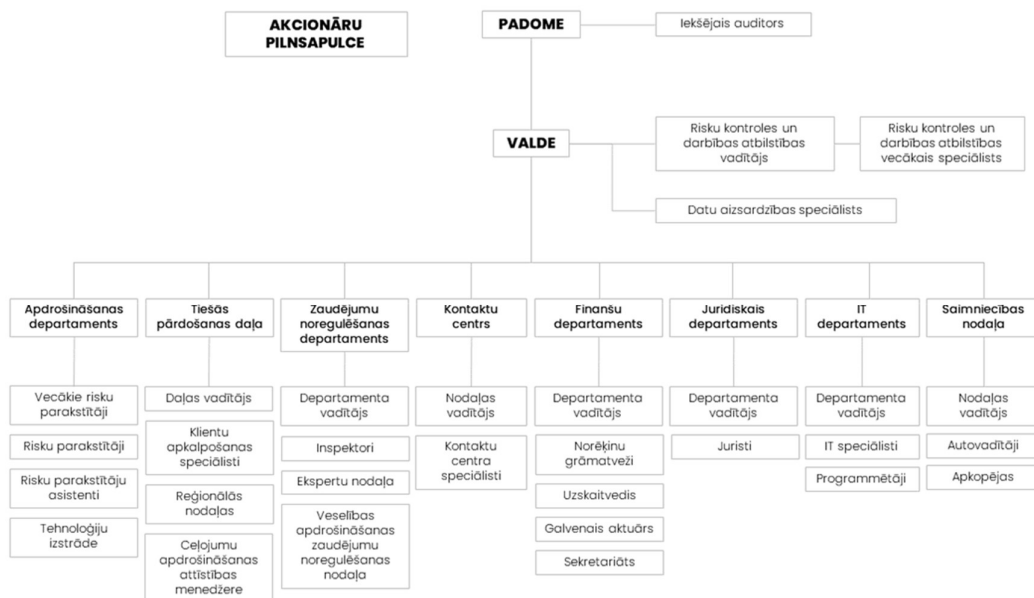 AKCIONĀRU
PILNSAPULCE
PADOME
Iekšējais auditors
VALDE
Risku kontroles un
darbības atbilstības
vadītājs
Risku kontroles un
darbības atbilstības
vecākais speciālists
Datu aizsardzības speciālists
Apdrošināšanas
departaments
Tiešās
pārdošanas daļa
Zaudējumu
noregulēšanas
departaments
Kontaktu
centrs
Finanšu
departaments
Juridiskais
departaments
IT
departaments
Saimniecības
nodaļa
Vecākie risku
parakstītāji
Risku parakstītāji
Risku parakstītāju
asistenti
Tehnoloģiju
izstrāde
Daļas vadītājs
Klientu
apkalpošanas
speciālisti
Reģionālās
nodaļas
Ceļojumu
apdrošināšanas
attīstības
menedžere
Departamenta
vadītājs
Inspektori
Ekspertu nodaļa
Veselības
apdrošināšanas
zaudējumu
noregulēšanas
nodaļa
Nodaļas
vadītājs
Kontaktu
centra
speciālisti
Departamenta
vadītājs
Norēķinu
grāmatveži
Uzskaitvedis
Galvenais aktuārs
Sekretariāts
Departamenta
vadītājs
Juristi
Departamenta
vadītājs
IT speciālisti
Programmētāji
Nodaļas
vadītājs
Autovadītāji
Apkopējas